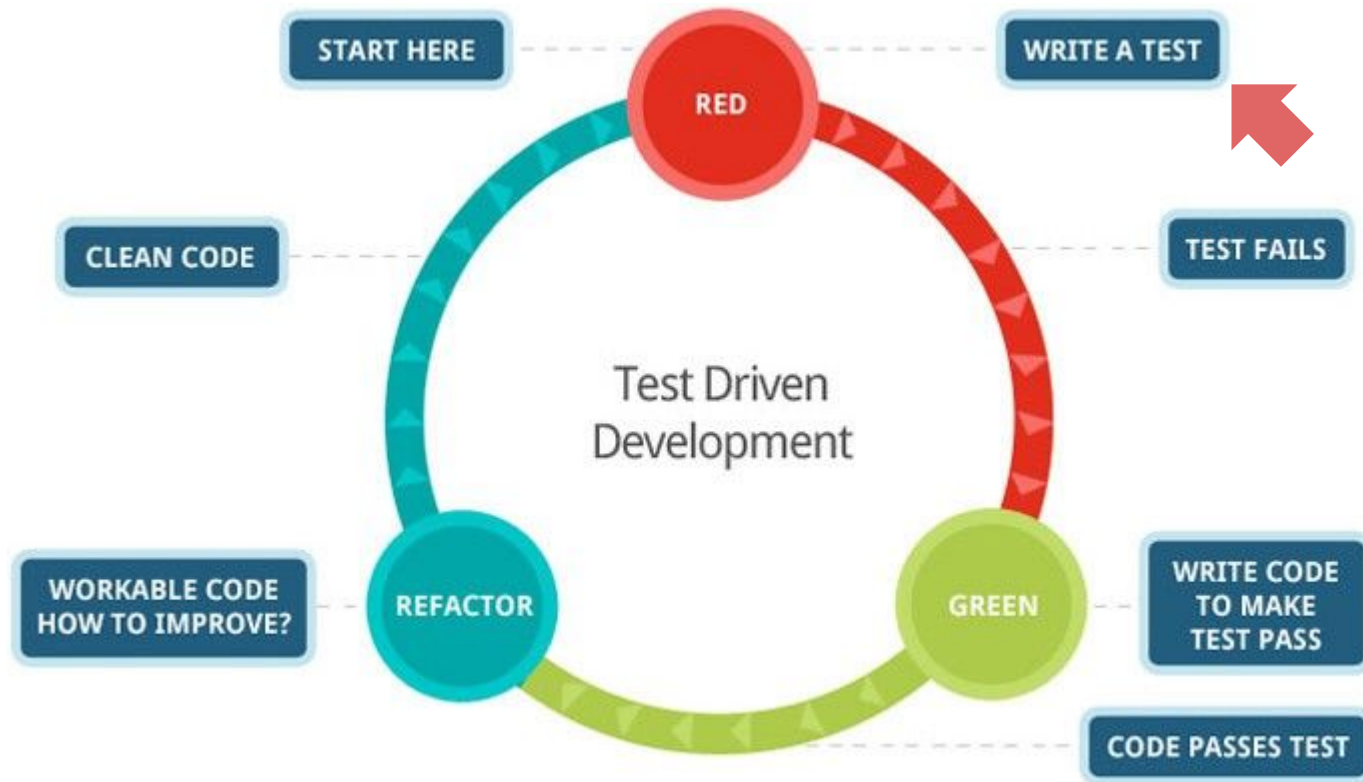 START HERE
RED
WRITE A TEST
CLEAN CODE
TEST FAILS
Test Driven
Development
WORKABLE CODE
HOW TO IMPROVE?
REFACTOR
GREEN
WRITE CODE
TO MAKE
TEST PASS
CODE PASSES TEST